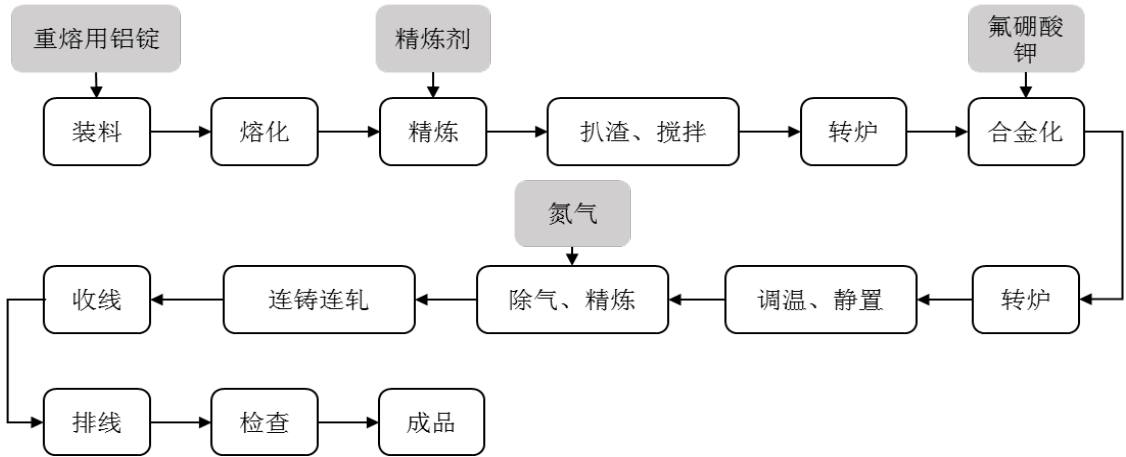 重熔用铝锭
精炼剂
氟硼酸
钾
装料
熔化
精炼
扒渣、搅拌
转炉
合金化
氮气
收线
连铸连轧
除气、精炼
调温、静置
转炉
排线
检查
成品